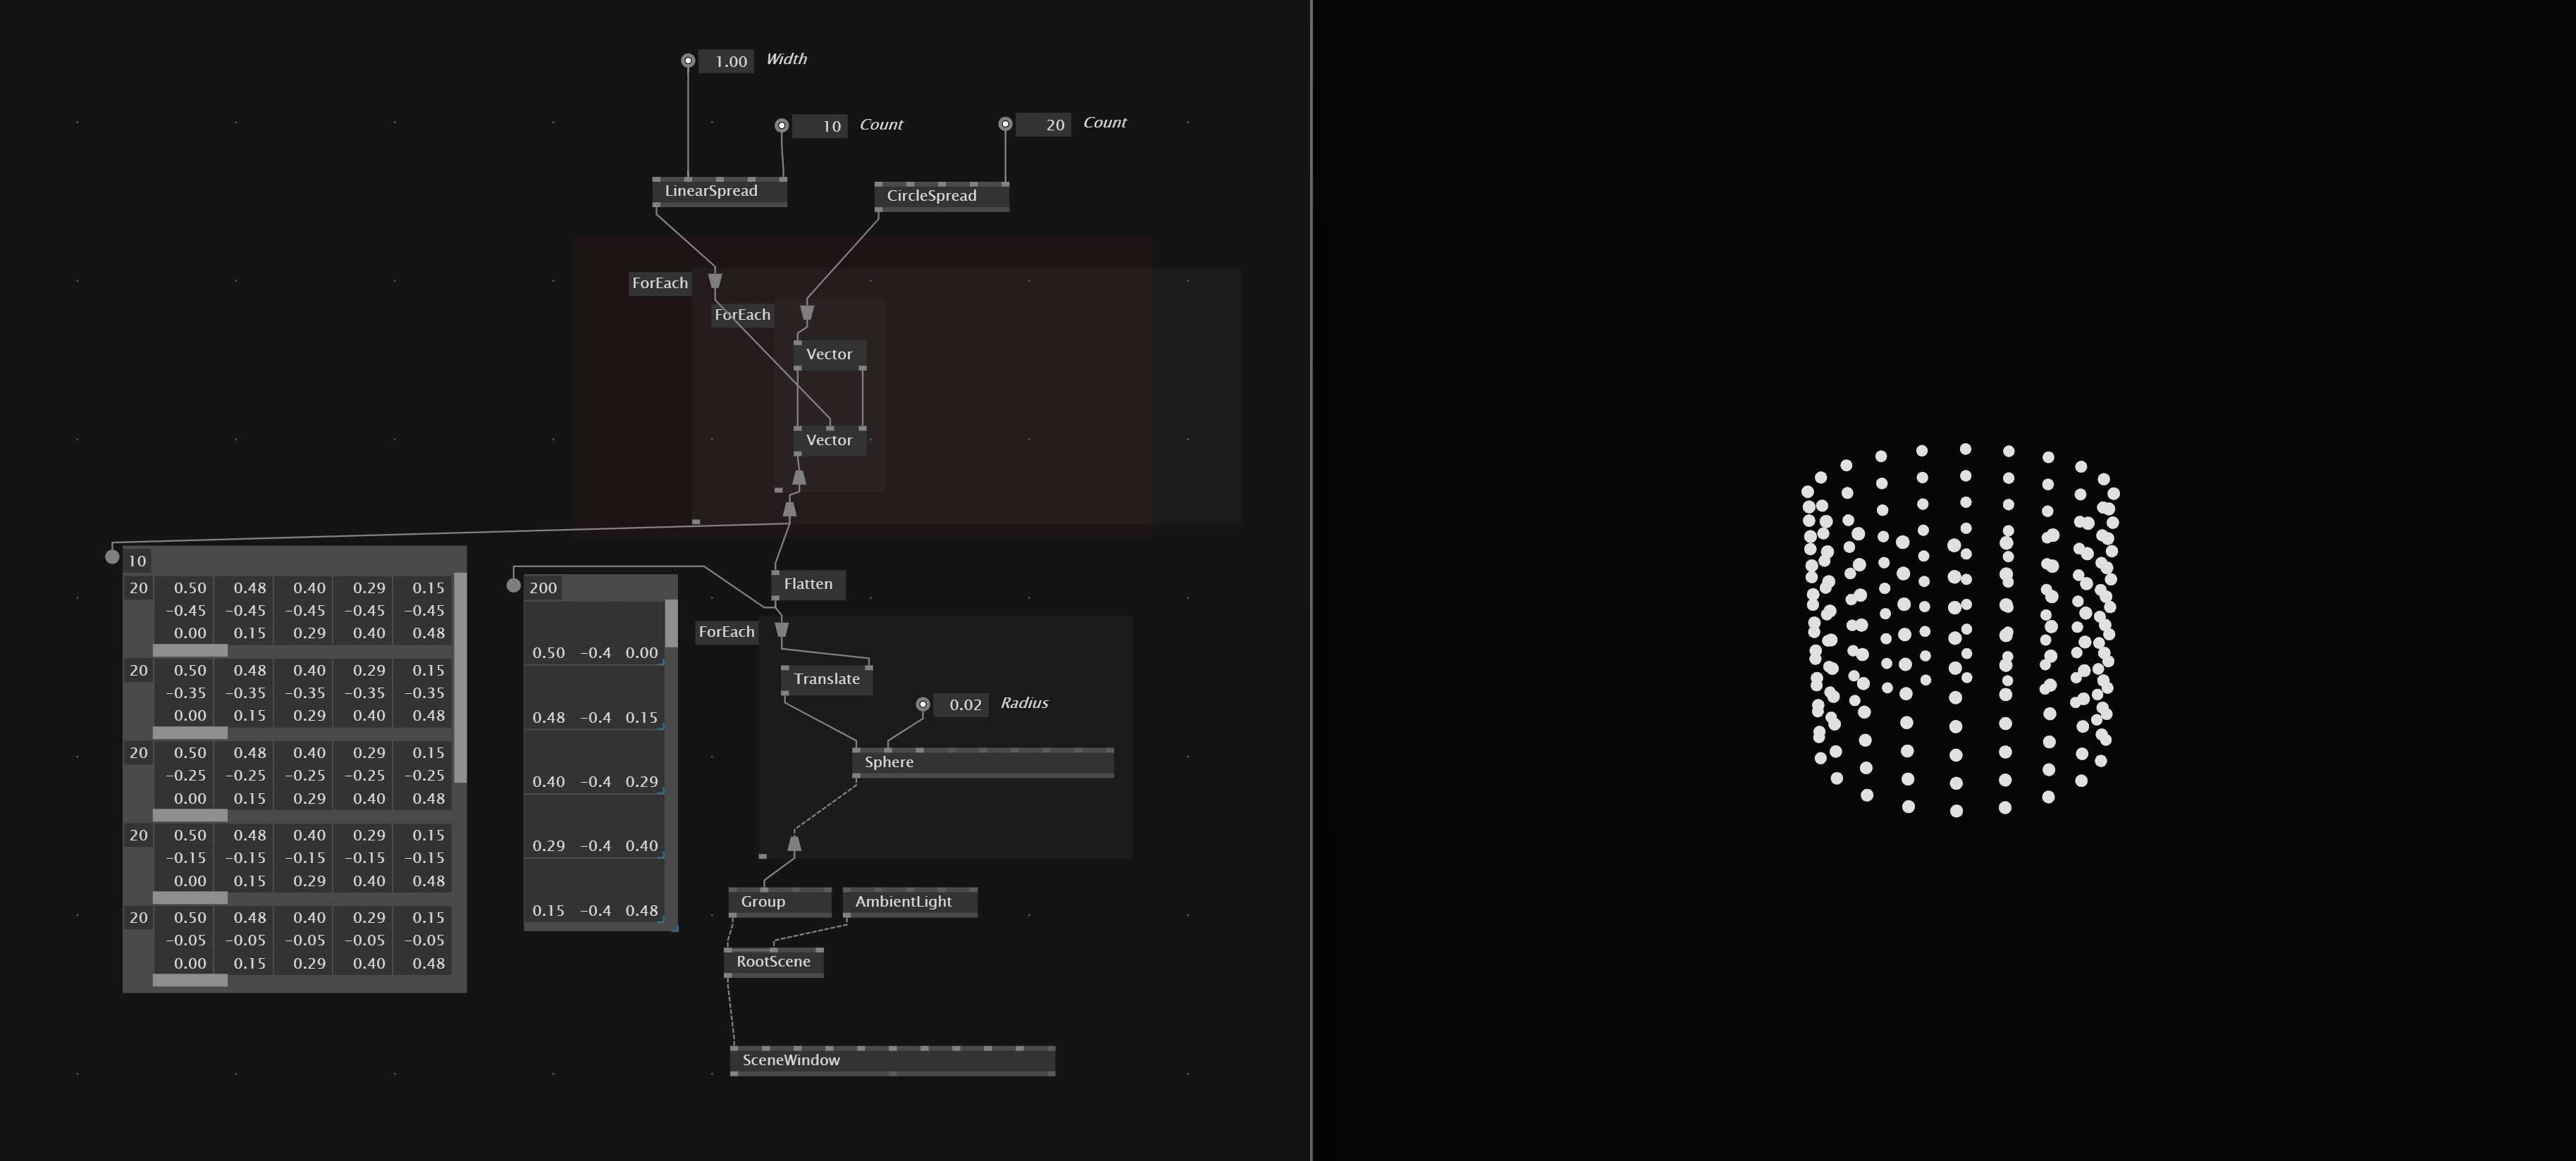 1.00 Width
10 Count
20 Count
LinearSpread
CircleSpread
ForEach
ForEach
Vector
Vector
10
20 0.50 0.48 0.40 0.29 0.15
−0.45 −0.45 −0.45 −0.45 −0.45
0.00 0.15 0.29 0.40 0.48
20 0.50 0.48 0.40 0.29 0.15
−0.35 −0.35 −0.35 −0.35 −0.35
0.00 0.15 0.29 0.40 0.48
20 0.50 0.48 0.40 0.29 0.15
−0.25 −0.25 −0.25 −0.25 −0.25
0.00 0.15 0.29 0.40 0.48
20 0.50 0.48 0.40 0.29 0.15
−0.15 −0.15 −0.15 −0.15 −0.15
0.00 0.15 0.29 0.40 0.48
20 0.50 0.48 0.40 0.29 0.15
−0.05 −0.05 −0.05 −0.05 −0.05
0.00 0.15 0.29 0.40 0.48
200
0.50 −0.4 0.00
0.48 −0.4 0.15
0.40 −0.4 0.29
0.29 −0.4 0.40
0.15 −0.4 0.48
Flatten
ForEach
Translate
0.02 Radius
Sphere
Group
AmbientLight
RootScene
SceneWindow